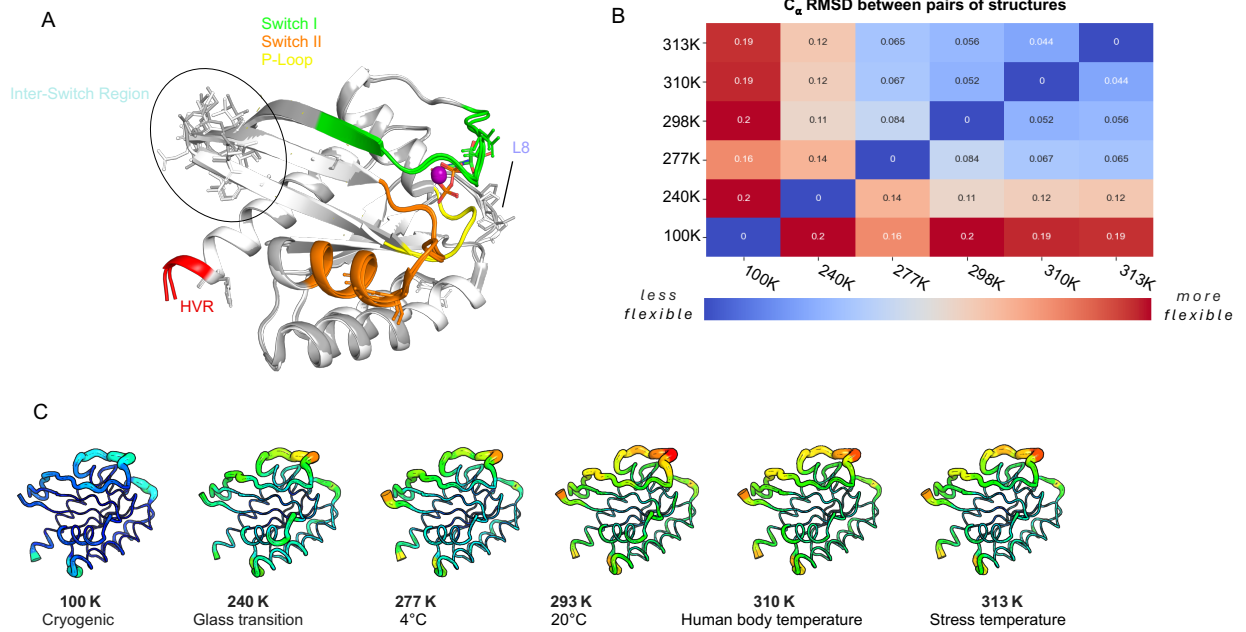 A
Switch I
Switch II
P-Loop
Inter-Switch Region
L8
HVR
B
Cα RMSD between pairs of structures
313K 0.19 0.12 0.065 0.056 0.044 0
310K 0.19 0.12 0.067 0.052 0 0.044
298K 0.2 0.11 0.084 0 0.052 0.056
277K 0.16 0.14 0 0.084 0.067 0.065
240K 0.2 0 0.14 0.11 0.12 0.12
100K 0 0.2 0.16 0.2 0.19 0.19
100K 240K 277K 298K 310K 313K
less flexible
more flexible
C
100 K
Cryogenic
240 K
Glass transition
277 K
4°C
293 K
20°C
310 K
Human body temperature
313 K
Stress temperature